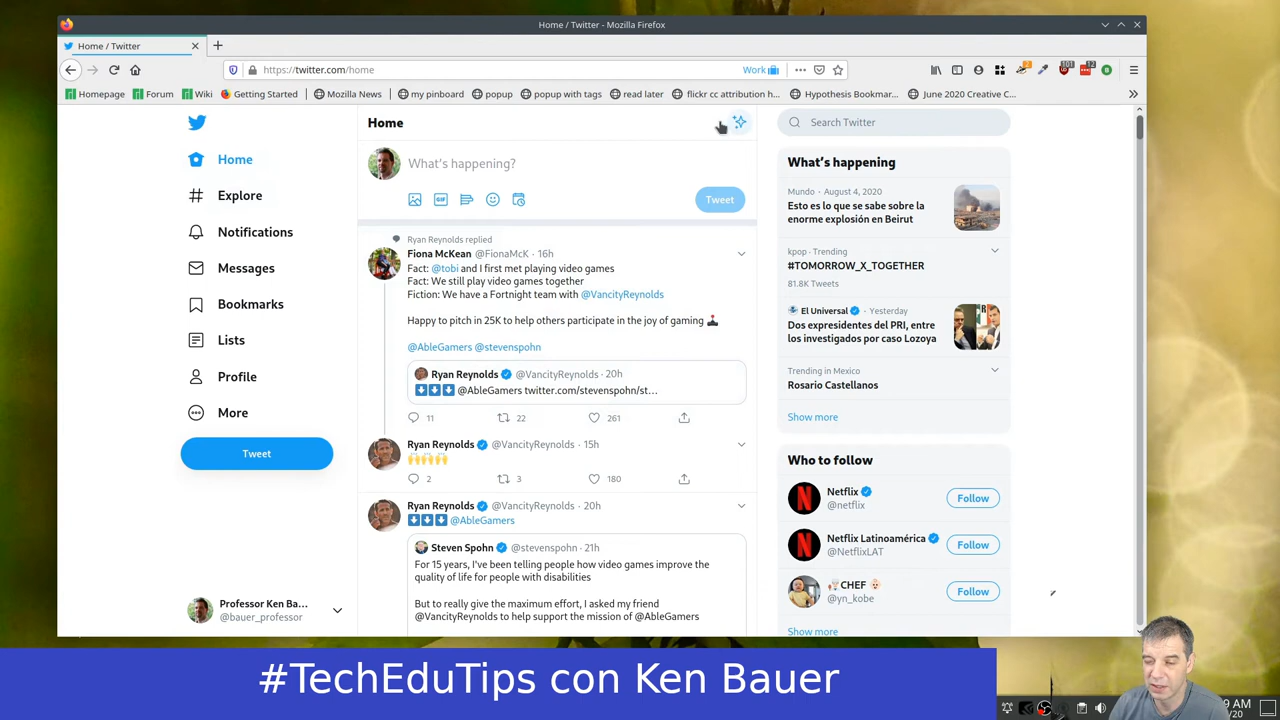 Home / Twitter - Mozilla Firefox
Home / Twitter
https://twitter.com/home
Work
2
101
12
B
Homepage
Forum
Wiki
Getting Started
Mozilla News
my pinboard
popup
popup with tags
read later
flickr cc attribution h...
Hypothesis Bookmar...
June 2020 Creative C...
Home
Explore
Notifications
Messages
Bookmarks
Lists
Profile
More
Tweet
Professor Ken Ba...
@bauer_professor
Home
What's happening?
GIF
Tweet
Ryan Reynolds replied
Fiona McKean @FionaMcK · 16h
Fact: @tobi and I first met playing video games
Fact: We still play video games together
Fiction: We have a Fortnight team with @VancityReynolds
Happy to pitch in 25K to help others participate in the joy of gaming 🕹
@AbleGamers @stevenspohn
Ryan Reynolds @VancityReynolds · 20h
⬇⬇⬇ @AbleGamers twitter.com/stevenspohn/st...
11 22 261
Ryan Reynolds @VancityReynolds · 15h
🙌🙌🙌
2 3 180
Ryan Reynolds @VancityReynolds · 20h
⬇⬇⬇ @AbleGamers
Steven Spohn @stevenspohn · 21h
For 15 years, I've been telling people how video games improve the
quality of life for people with disabilities
But to really give the maximum effort, I asked my friend
@VancityReynolds to help support the mission of @AbleGamers
Search Twitter
What's happening
Mundo · August 4, 2020
Esto es lo que se sabe sobre la
enorme explosión en Beirut
kpop · Trending
#TOMORROW_X_TOGETHER
81.8K Tweets
El Universal · Yesterday
Dos expresidentes del PRI, entre
los investigados por caso Lozoya
Trending in Mexico
Rosario Castellanos
Show more
Who to follow
Netflix
@netflix
Follow
Netflix Latinoamérica
@NetflixLAT
Follow
CHEF
@yn_kobe
Follow
Show more
#TechEduTips con Ken Bauer
9 AM
/20